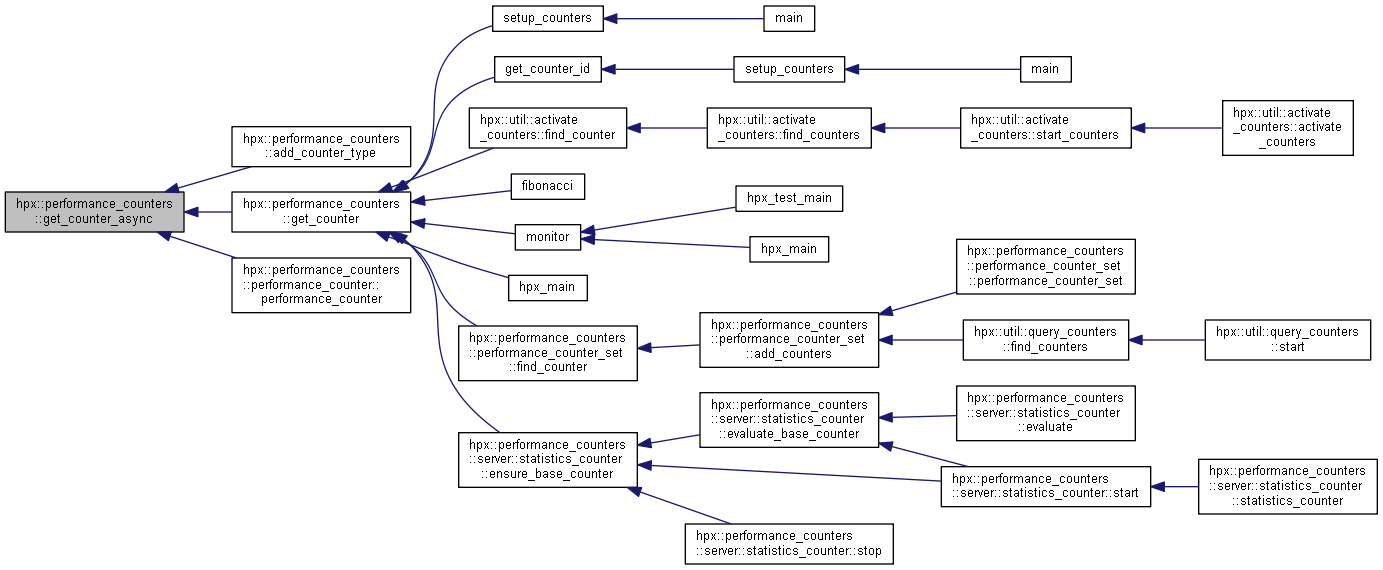 setup_counters
main
get_counter_id
setup_counters
main
hpx::util::activate
_counters::find_counter
hpx::util::activate
_counters::find_counters
hpx::util::activate
_counters::start_counters
hpx::util::activate
_counters::activate
_counters
hpx::performance_counters
::add_counter_type
hpx::performance_counters
::get_counter_async
hpx::performance_counters
::get_counter
fibonacci
monitor
hpx_test_main
hpx_main
hpx::performance_counters
::performance_counter::
performance_counter
hpx_main
hpx::performance_counters
::performance_counter_set
::performance_counter_set
hpx::performance_counters
::performance_counter_set
::find_counter
hpx::performance_counters
::performance_counter_set
::add_counters
hpx::util::query_counters
::find_counters
hpx::util::query_counters
::start
hpx::performance_counters
::server::statistics_counter
::evaluate_base_counter
hpx::performance_counters
::server::statistics_counter
::evaluate
hpx::performance_counters
::server::statistics_counter
::ensure_base_counter
hpx::performance_counters
::server::statistics_counter::start
hpx::performance_counters
::server::statistics_counter
::statistics_counter
hpx::performance_counters
::server::statistics_counter::stop